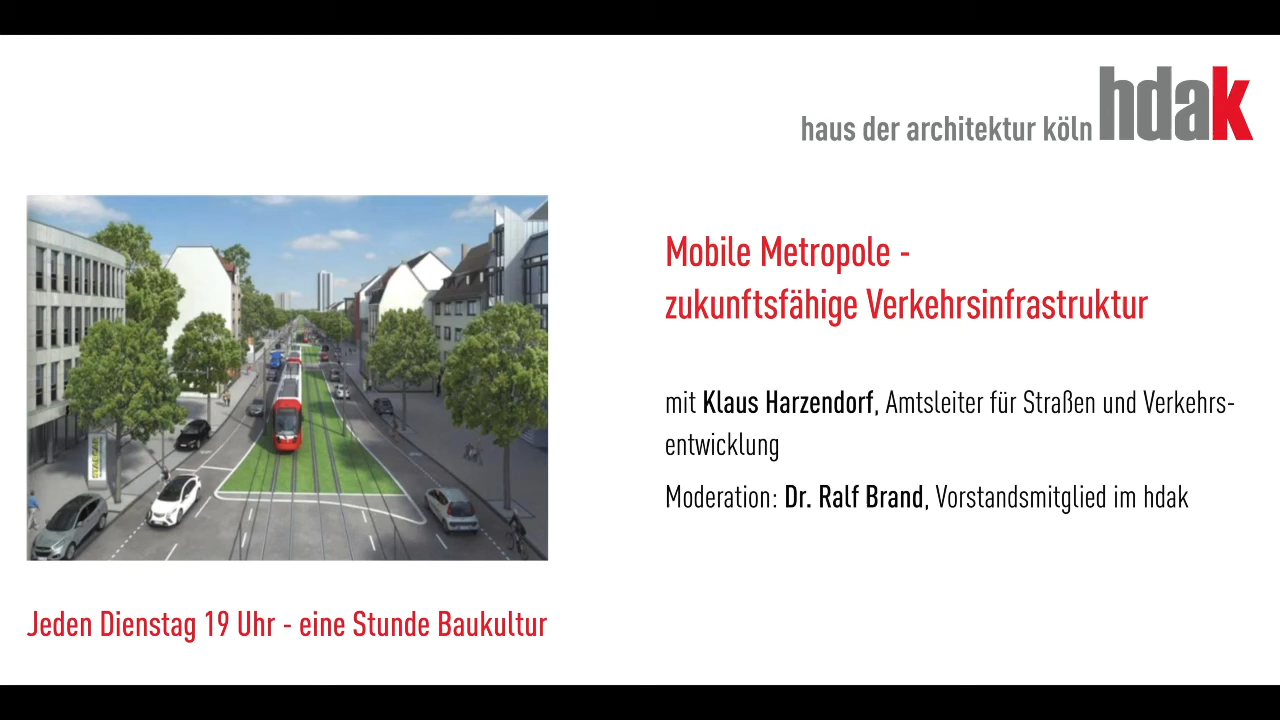 haus der architektur köln hdak
Mobile Metropole -
zukunftsfähige Verkehrsinfrastruktur
mit Klaus Harzendorf, Amtsleiter für Straßen und Verkehrs-
entwicklung
Moderation: Dr. Ralf Brand, Vorstandsmitglied im hdak
Jeden Dienstag 19 Uhr - eine Stunde Baukultur